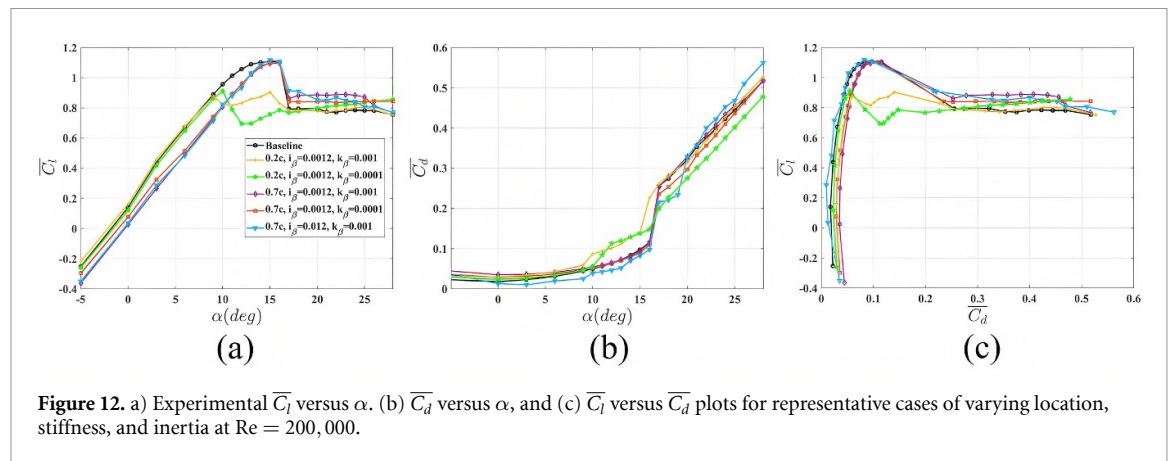 1.2
1
0.8
0.6
0.4
0.2
0
-0.2
-0.4
-5 0 5 10 15 20 25
C̅l
α(deg)
Baseline
0.2c, iβ=0.0012, kβ=0.001
0.2c, iβ=0.0012, kβ=0.0001
0.7c, iβ=0.0012, kβ=0.001
0.7c, iβ=0.0012, kβ=0.0001
0.7c, iβ=0.012, kβ=0.001
(a)
0.6
0.5
0.4
0.3
0.2
0.1
0
0 5 10 15 20 25
C̅d
α(deg)
(b)
1.2
1
0.8
0.6
0.4
0.2
0
-0.2
-0.4
0 0.1 0.2 0.3 0.4 0.5 0.6
C̅l
C̅d
(c)
Figure 12. a) Experimental C̅l versus α. (b) C̅d versus α, and (c) C̅l versus C̅d plots for representative cases of varying location,
stiffness, and inertia at Re = 200,000.